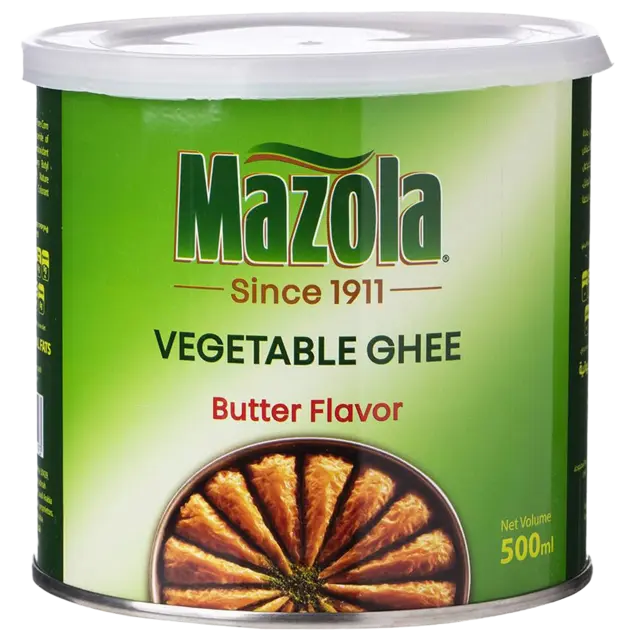 Mazola®
Since 1911
VEGETABLE GHEE
Butter Flavor
Net Volume
500ml